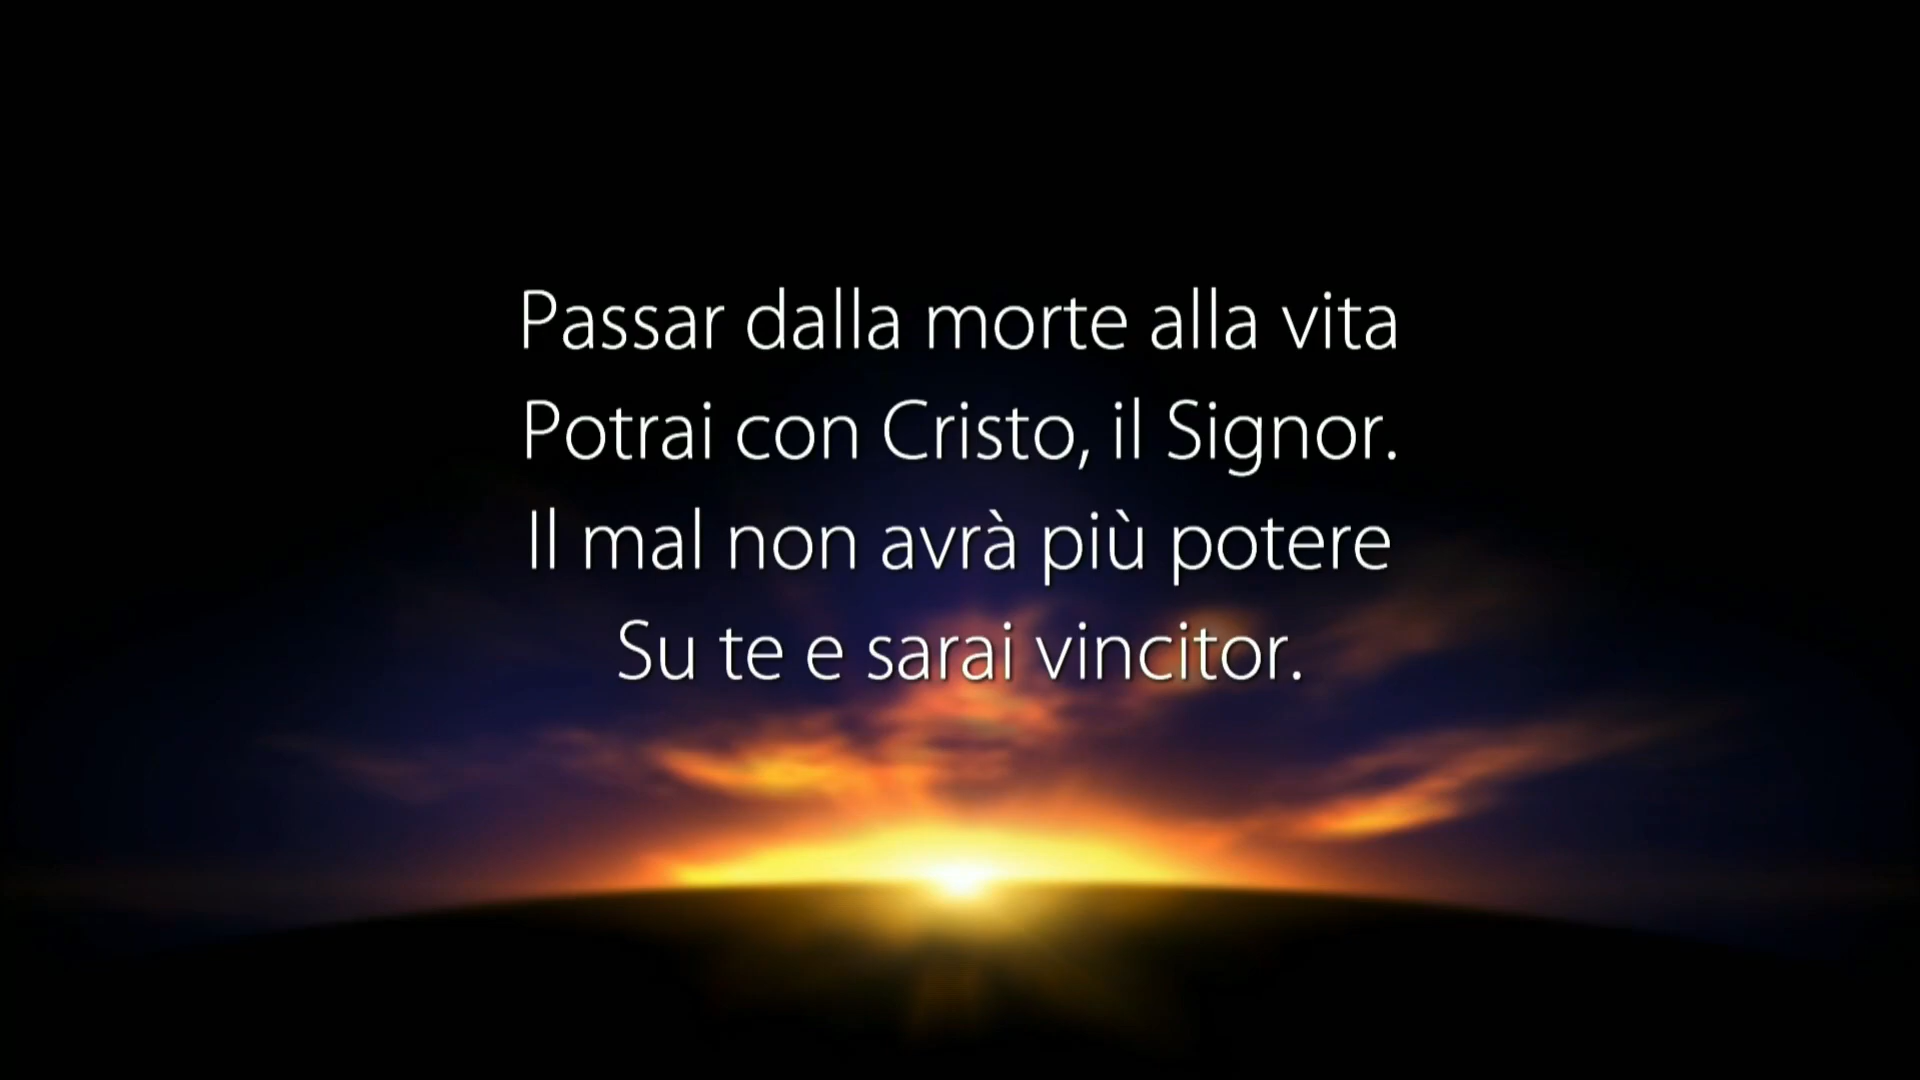 Passar dalla morte alla vita
Potrai con Cristo, il Signor.
Il mal non avrà più potere
Su te e sarai vincitor.